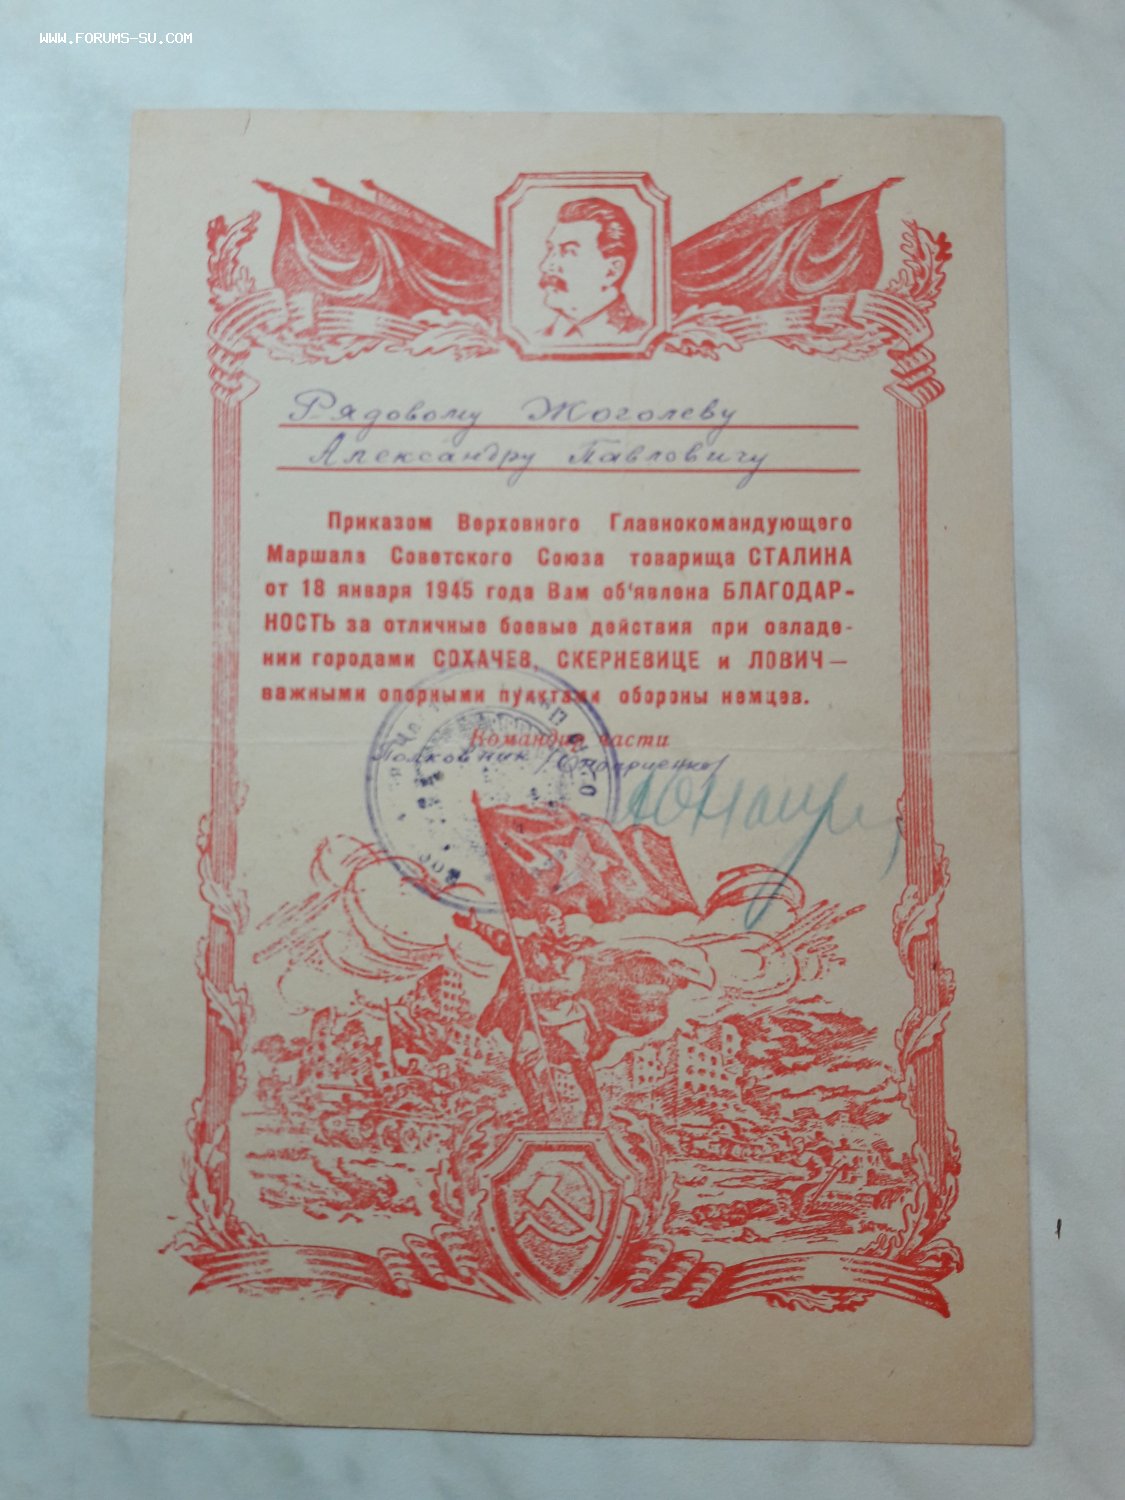 WWW.FORUMS-SU.COM
Рядовому Жоголеву
Александру Павловичу
Приказом Верховного Главнокомандующего
Маршала Советского Союза товарища СТАЛИНА
от 18 января 1945 года Вам об'явлена БЛАГОДАР-
НОСТЬ за отличные боевые действия при овладе-
нии городами СОХАЧЕВ, СКЕРНЕВИЦЕ и ЛОВИЧ —
важными опорными пунктами обороны немцев.
Командир части
Полковник